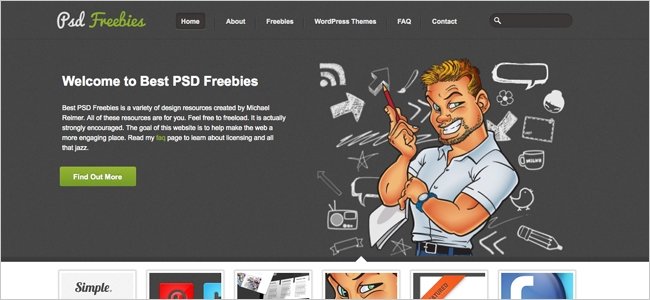 Psd Freebies
Home About Freebies WordPress Themes FAQ Contact
Welcome to Best PSD Freebies
Best PSD Freebies is a variety of design resources created by Michael
Reimer. All of these resources are for you. Feel free to freeload. It is actually
strongly encouraged. The goal of this website is to help make the web a
more engaging place. Read my faq page to learn about licensing and all
that jazz.
Find Out More
Simple.